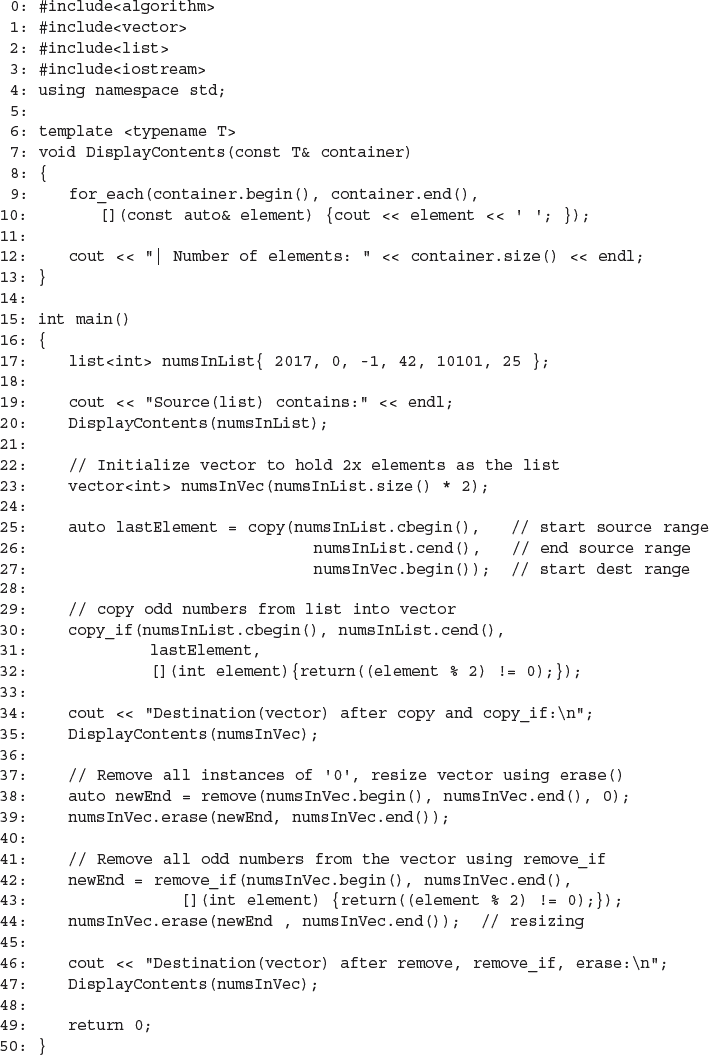 0: #include<algorithm>
1: #include<vector>
2: #include<list>
3: #include<iostream>
4: using namespace std;
5:
6: template <typename T>
7: void DisplayContents(const T& container)
8: {
9:    for_each(container.begin(), container.end(),
10:       [](const auto& element) {cout << element << ' '; });
11:
12:    cout << "| Number of elements: " << container.size() << endl;
13: }
14:
15: int main()
16: {
17:    list<int> numsInList{ 2017, 0, -1, 42, 10101, 25 };
18:
19:    cout << "Source(list) contains:" << endl;
20:    DisplayContents(numsInList);
21:
22:    // Initialize vector to hold 2x elements as the list
23:    vector<int> numsInVec(numsInList.size() * 2);
24:
25:    auto lastElement = copy(numsInList.cbegin(),   // start source range
26:                            numsInList.cend(),   // end source range
27:                            numsInVec.begin());  // start dest range
28:
29:    // copy odd numbers from list into vector
30:    copy_if(numsInList.cbegin(), numsInList.cend(),
31:            lastElement,
32:            [](int element){return((element % 2) != 0);});
33:
34:    cout << "Destination(vector) after copy and copy_if:\n";
35:    DisplayContents(numsInVec);
36:
37:    // Remove all instances of '0', resize vector using erase()
38:    auto newEnd = remove(numsInVec.begin(), numsInVec.end(), 0);
39:    numsInVec.erase(newEnd, numsInVec.end());
40:
41:    // Remove all odd numbers from the vector using remove_if
42:    newEnd = remove_if(numsInVec.begin(), numsInVec.end(),
43:               [](int element) {return((element % 2) != 0);});
44:    numsInVec.erase(newEnd , numsInVec.end());  // resizing
45:
46:    cout << "Destination(vector) after remove, remove_if, erase:\n";
47:    DisplayContents(numsInVec);
48:
49:    return 0;
50: }